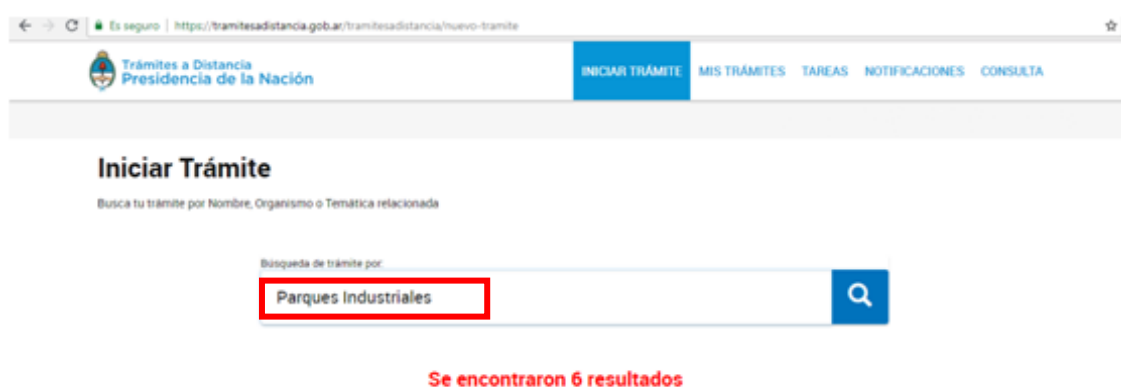 Es seguro | https://tramitesadistancia.gob.ar/tramitesadistancia/nuevo-tramite
Trámites a Distancia
Presidencia de la Nación
INICIAR TRÁMITE MIS TRÁMITES TAREAS NOTIFICACIONES CONSULTA
Iniciar Trámite
Busca tu trámite por Nombre, Organismo o Temática relacionada
Búsqueda de trámite por:
Parques Industriales
Se encontraron 6 resultados